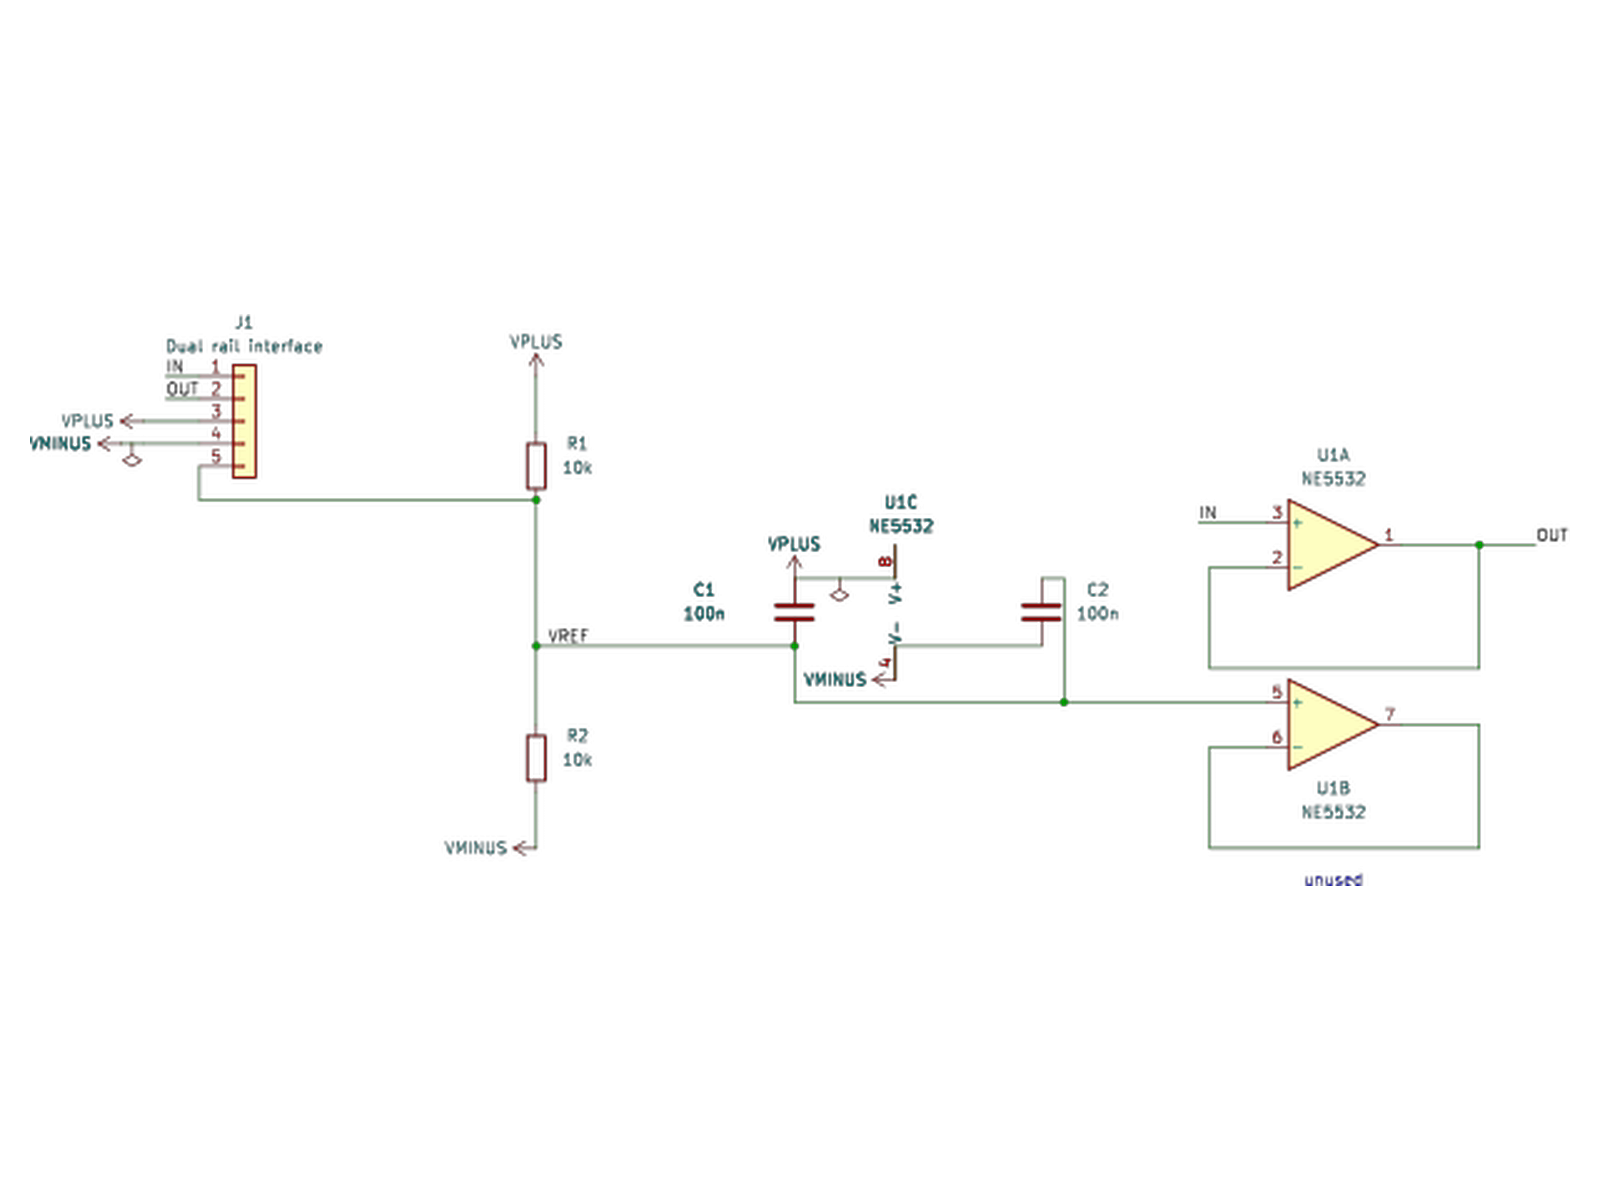 J1
Dual rail interface
IN 1
OUT 2
VPLUS 3
VMINUS 4
5
VPLUS
R1
10k
VREF
R2
10k
VMINUS
C1
100n
VPLUS
U1C
NE5532
8
V+
V-
4
VMINUS
C2
100n
U1A
NE5532
IN 3
+
2
-
1
OUT
5
+
6
-
7
U1B
NE5532
unused